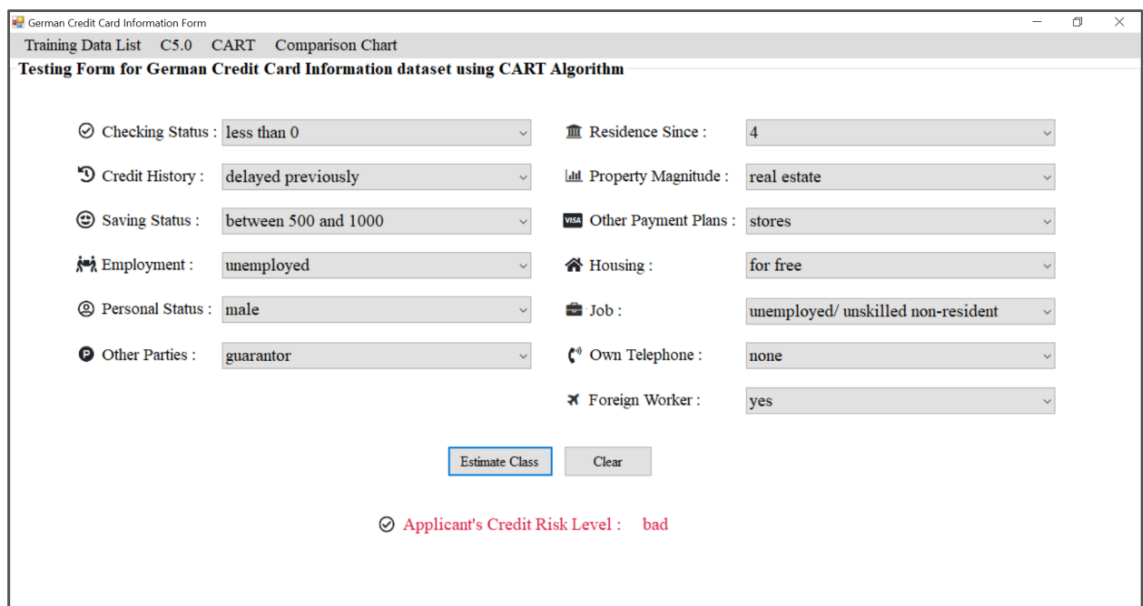 German Credit Card Information Form
Training Data List C5.0 CART Comparison Chart
Testing Form for German Credit Card Information dataset using CART Algorithm
Checking Status : less than 0
Residence Since : 4
Credit History : delayed previously
Property Magnitude : real estate
Saving Status : between 500 and 1000
VISA Other Payment Plans : stores
Employment : unemployed
Housing : for free
Personal Status : male
Job : unemployed/ unskilled non-resident
P Other Parties : guarantor
Own Telephone : none
Foreign Worker : yes
Estimate Class Clear
Applicant's Credit Risk Level : bad